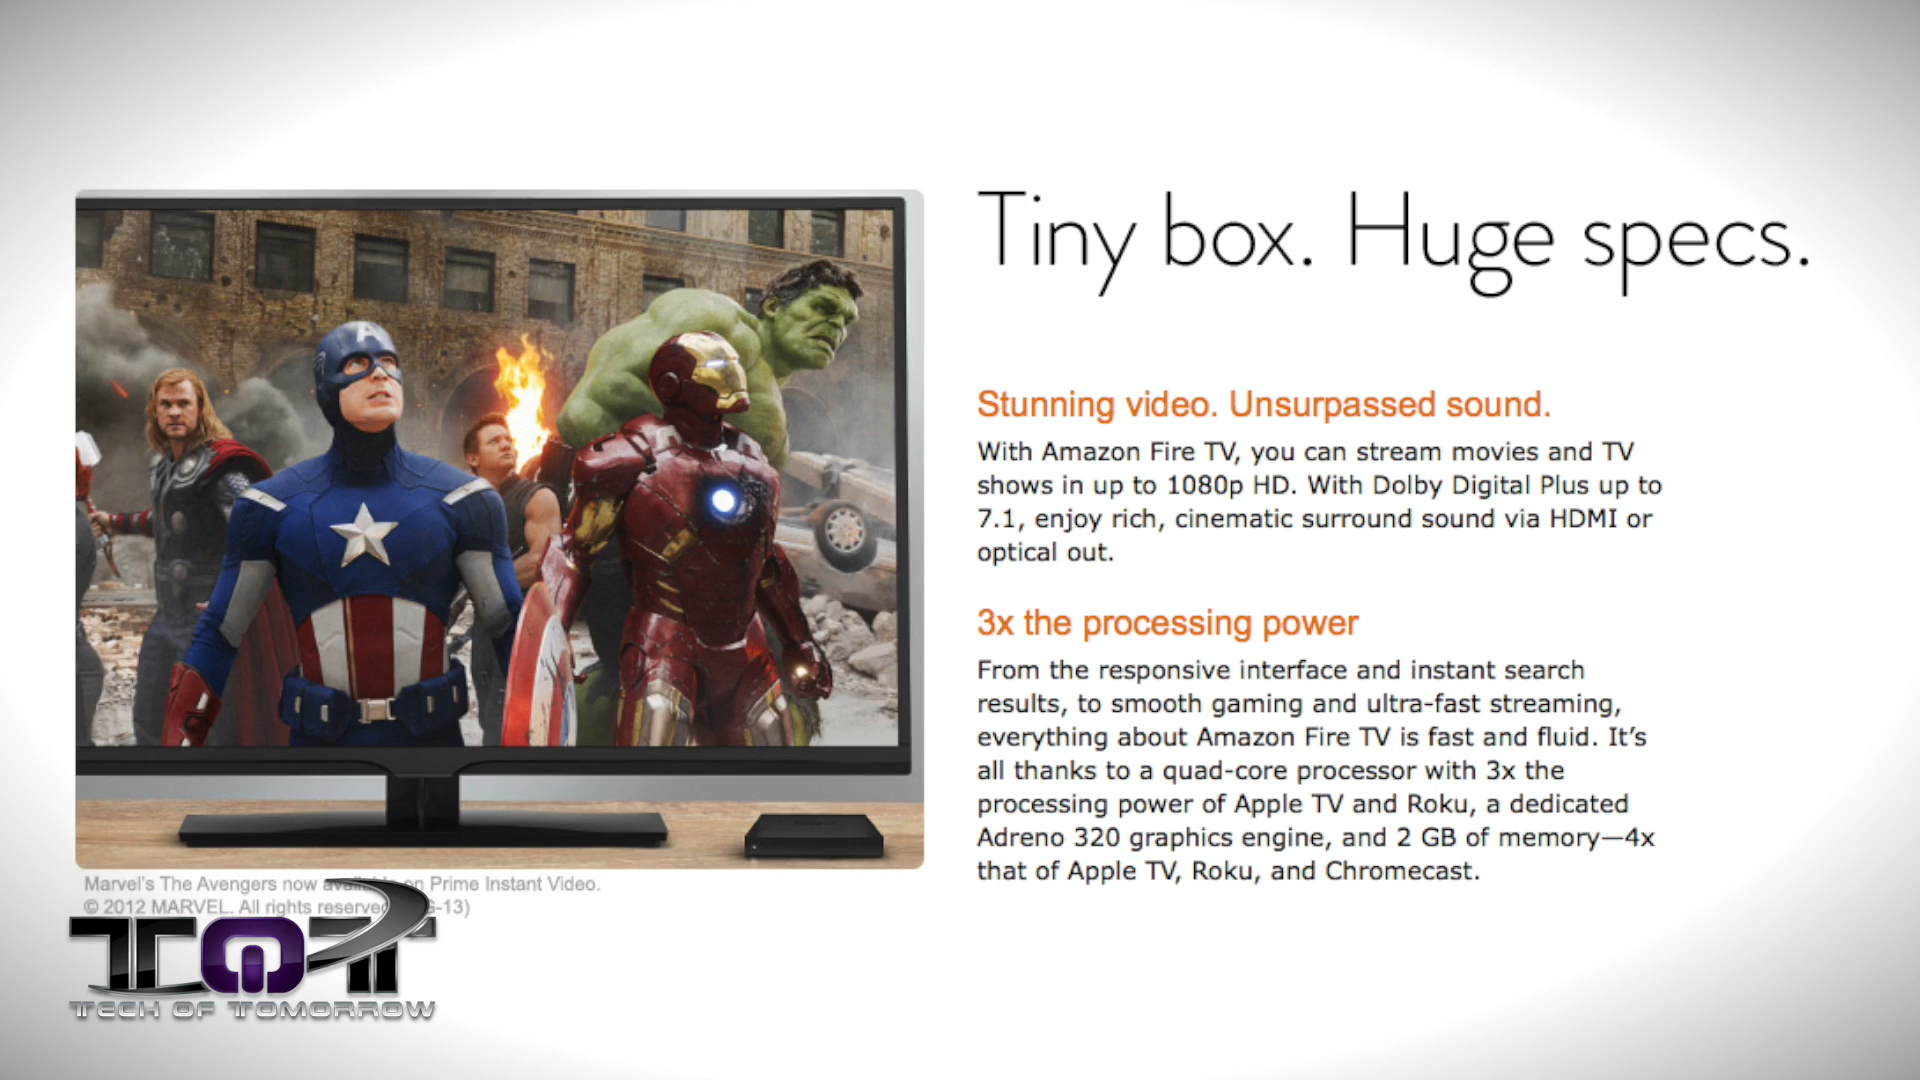 Tiny box. Huge specs.
Stunning video. Unsurpassed sound.
With Amazon Fire TV, you can stream movies and TV
shows in up to 1080p HD. With Dolby Digital Plus up to
7.1, enjoy rich, cinematic surround sound via HDMI or
optical out.
3x the processing power
From the responsive interface and instant search
results, to smooth gaming and ultra-fast streaming,
everything about Amazon Fire TV is fast and fluid. It's
all thanks to a quad-core processor with 3x the
processing power of Apple TV and Roku, a dedicated
Adreno 320 graphics engine, and 2 GB of memory—4x
that of Apple TV, Roku, and Chromecast.
A
Marvel's The Avengers now on Prime Instant Video.
© 2012 MARVEL. All rights
TOT
TECH OF TOMORROW